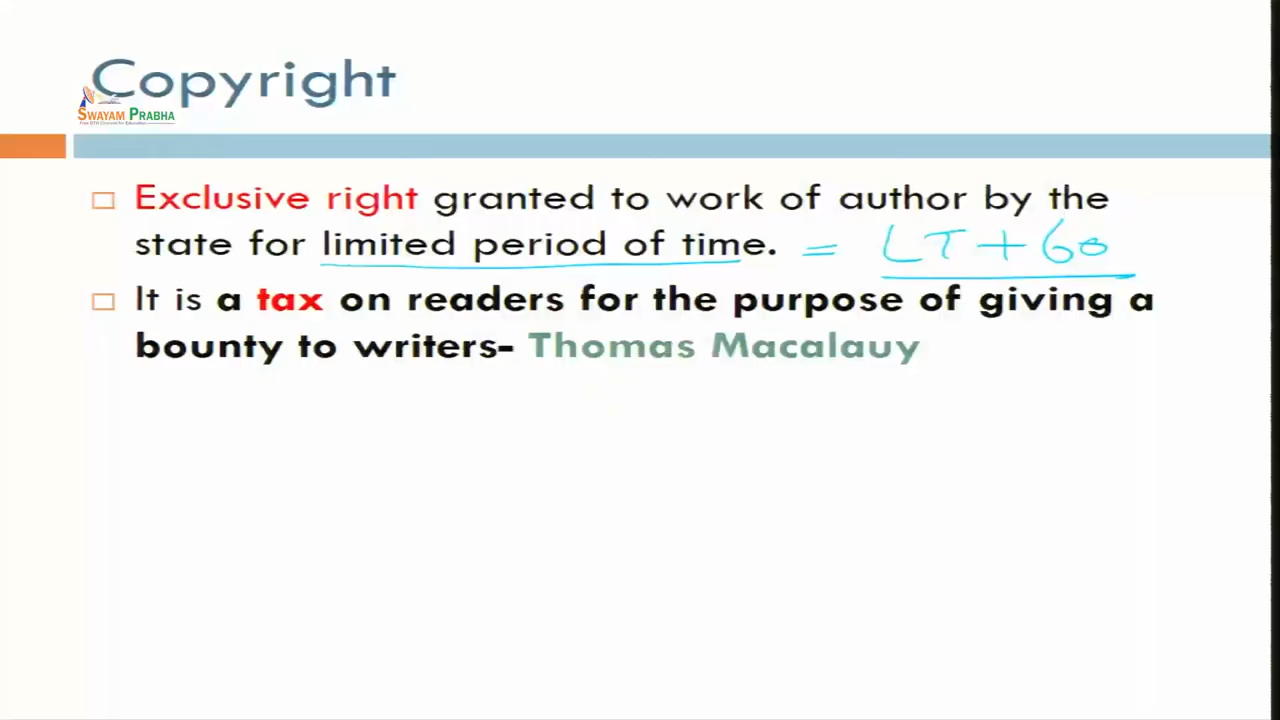 Copyright
SWAYAM PRABHA
Exclusive right granted to work of author by the
state for limited period of time. = LT + 60
It is a tax on readers for the purpose of giving a
bounty to writers- Thomas Macalauy